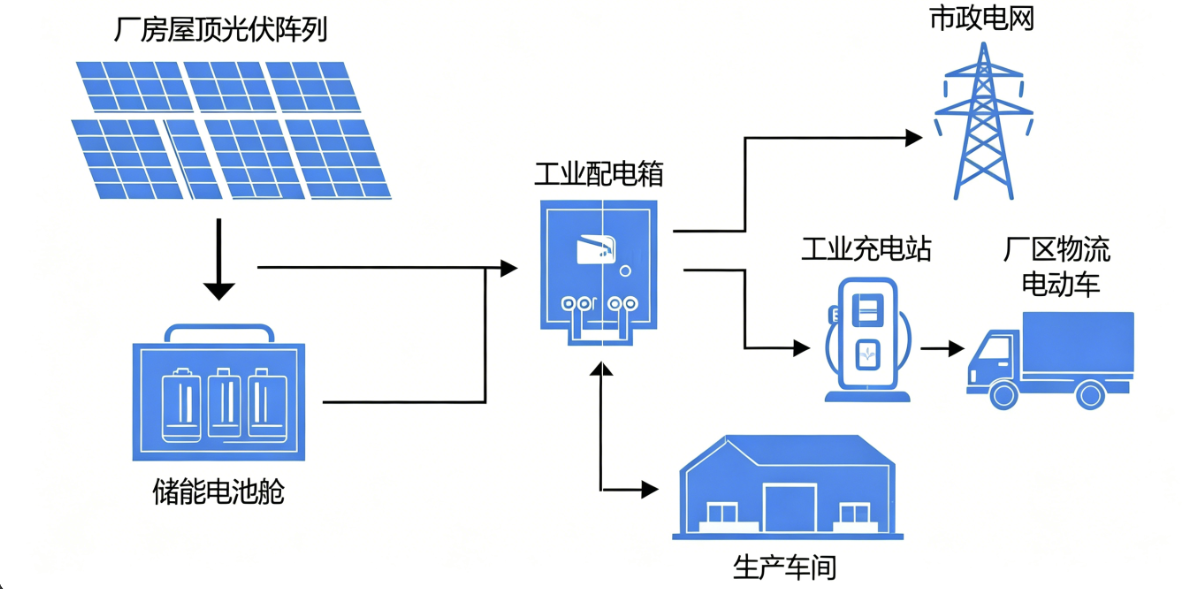 厂房屋顶光伏阵列
市政电网
工业配电箱
工业充电站
厂区物流
电动车
储能电池舱
生产车间